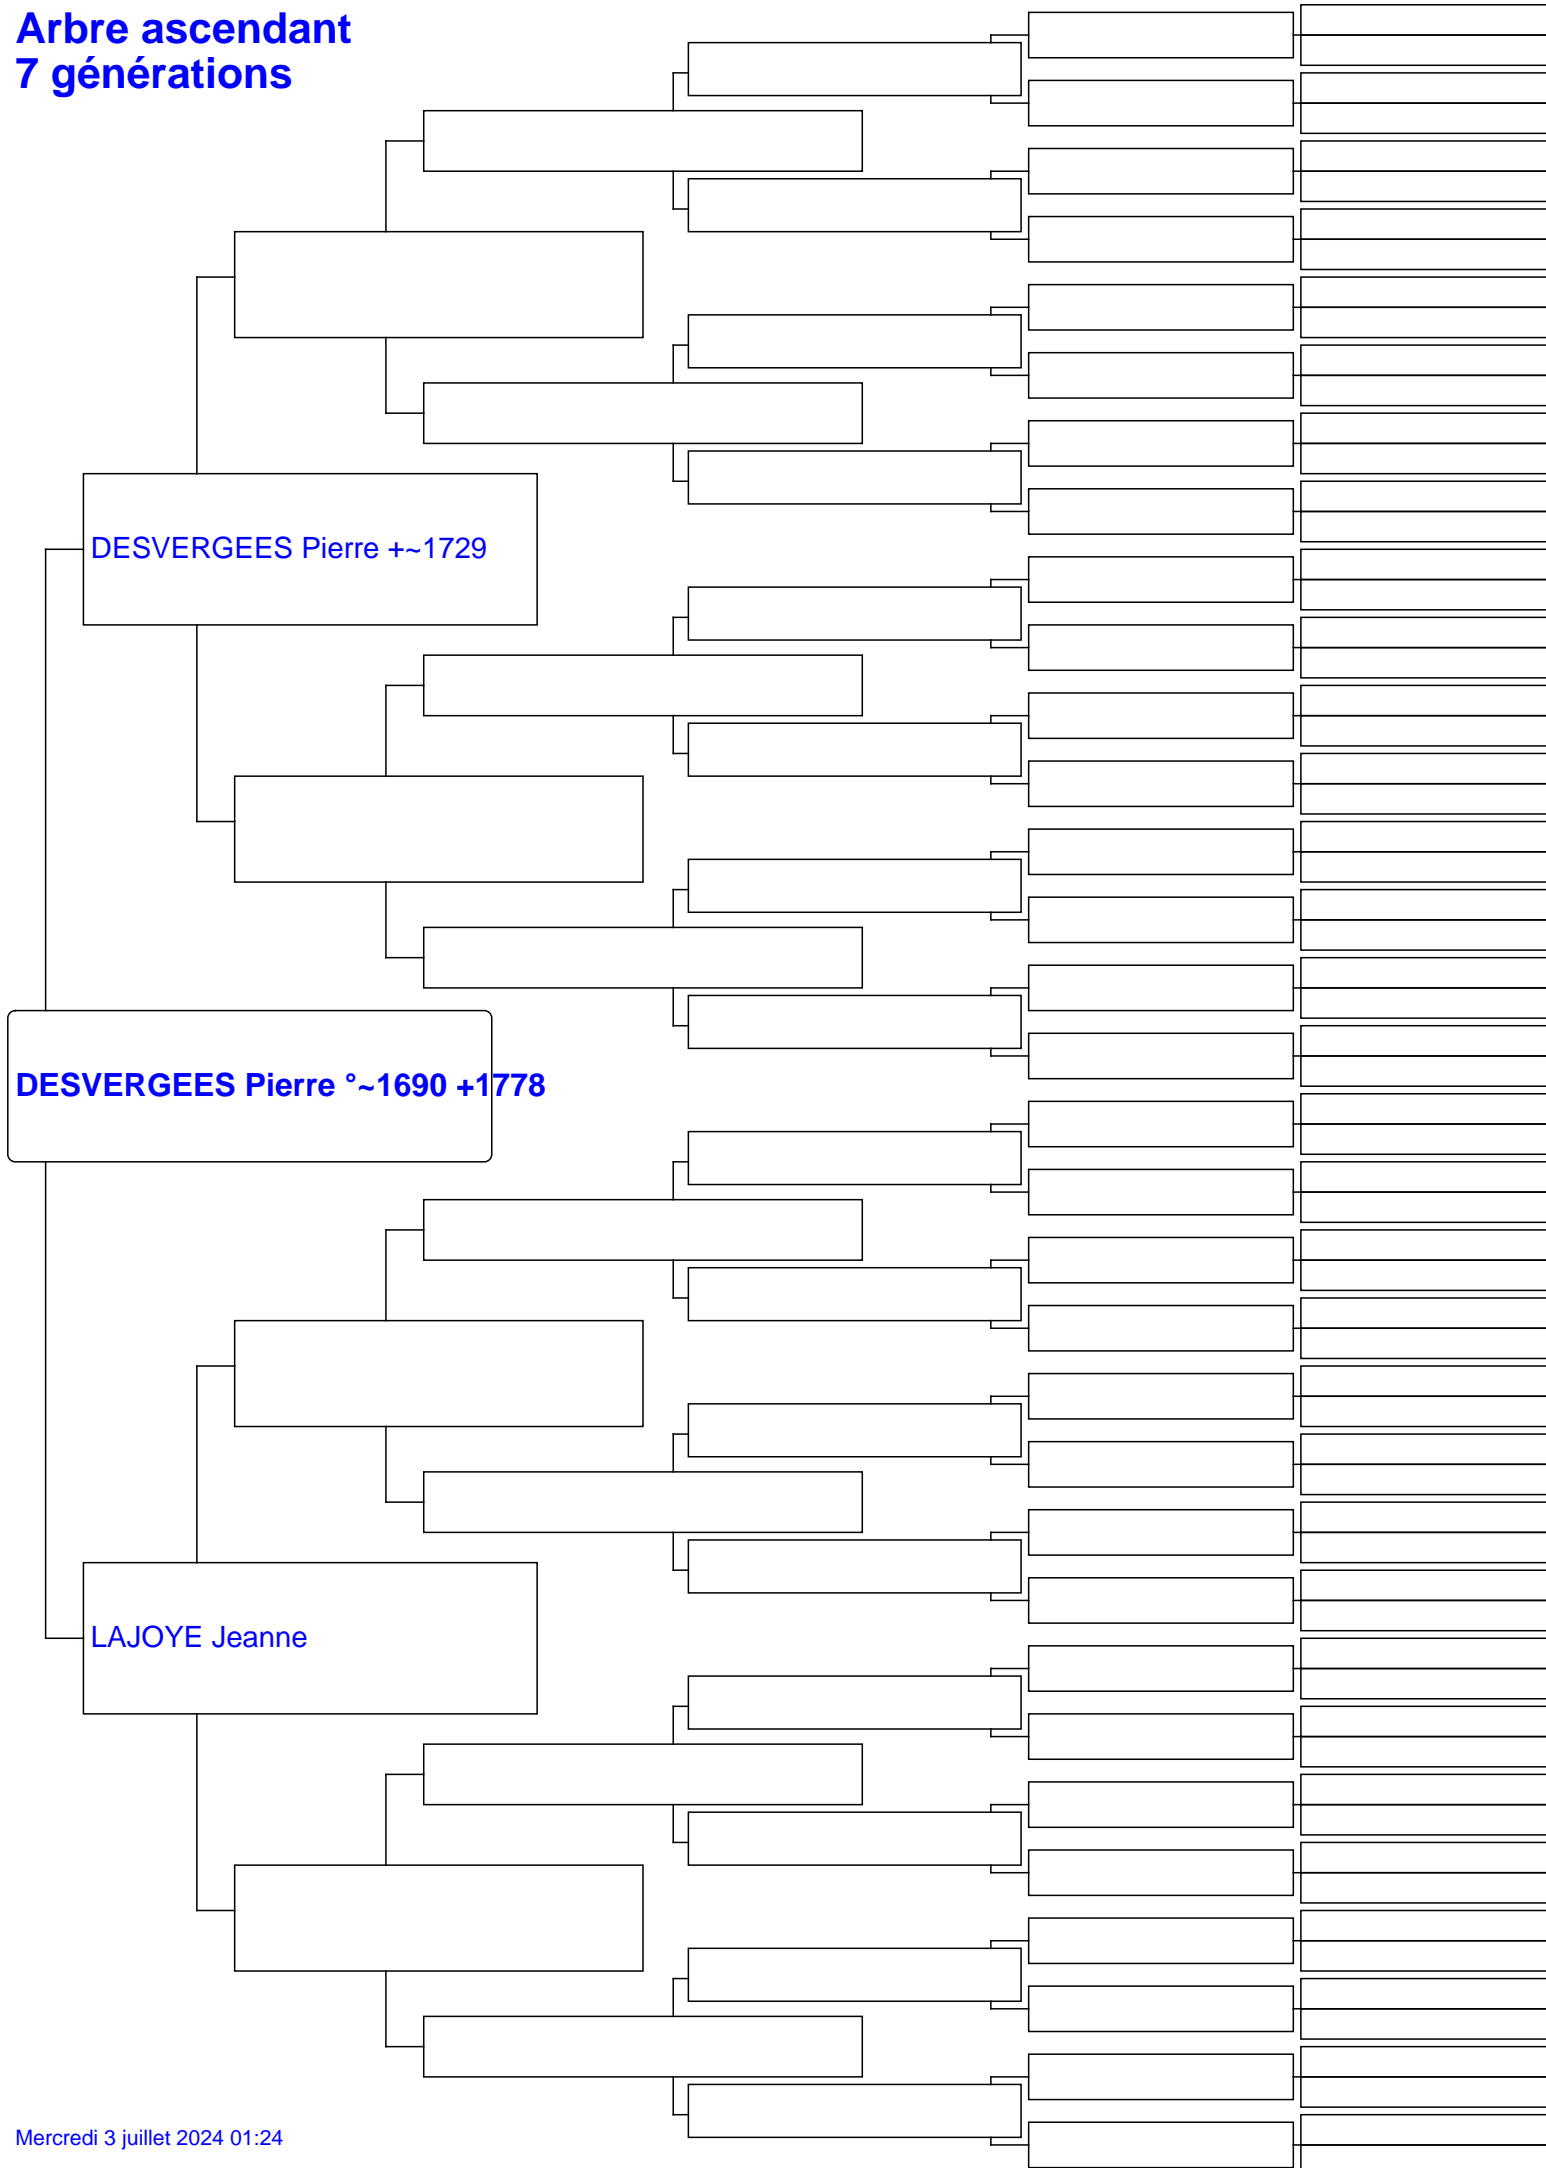 Arbre ascendant
7 générations
DESVERGEES Pierre +~1729
DESVERGEES Pierre °~1690 +1778
LAJOYE Jeanne
Mercredi 3 juillet 2024 01:24